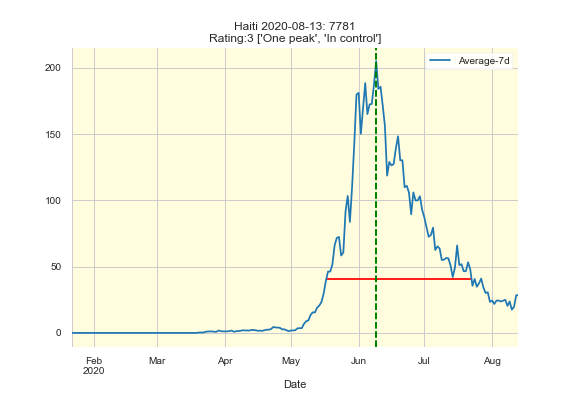 Haiti 2020-08-13: 7781
Rating:3 ['One peak', 'In control']
Average-7d
200
150
100
50
0
Feb
2020
Mar
Apr
May
Jun
Jul
Aug
Date